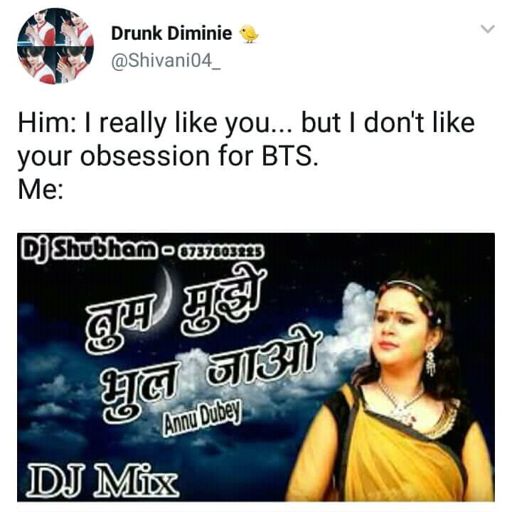 Drunk Diminie
@Shivani04_
Him: I really like you... but I don't like
your obsession for BTS.
Me:
Dj Shubham - 6737803225
तुम मुझे
भुल जाओ
Annu Dubey
DJ Mix